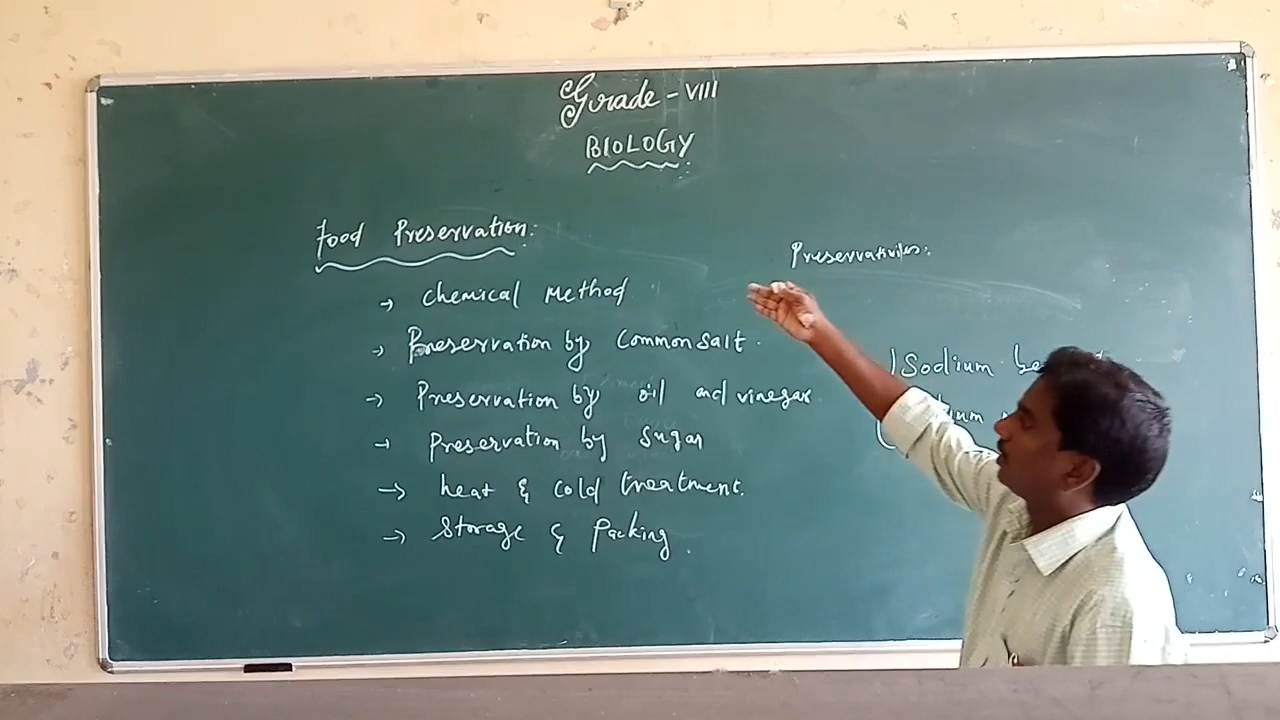 Grade - VIII
BIOLOGY
Food Preservation:
→ Chemical Method
→ Preservation by Common Salt.
→ Preservation by oil and vinegar
→ Preservation by Sugar
→ heat & cold treatment.
→ Storage & Packing.
Preservativies:
Sodium